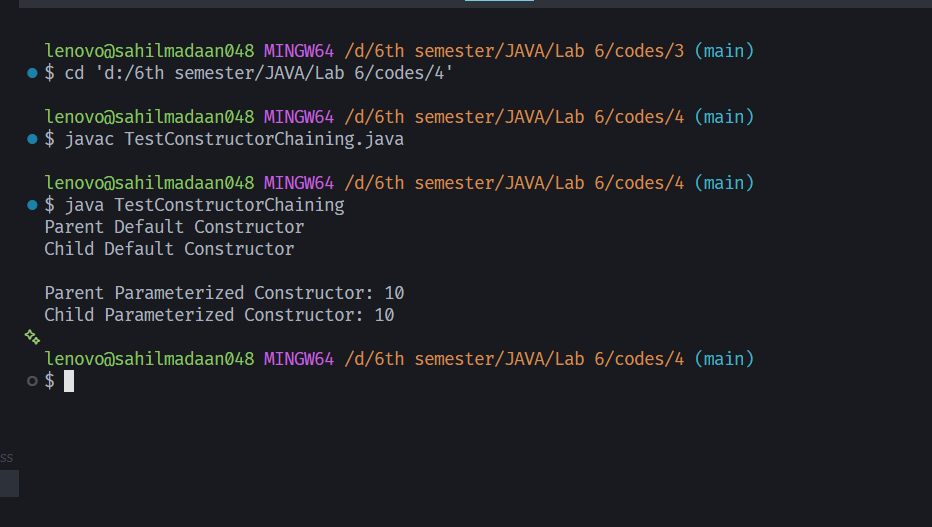 lenovo@sahilmadaan048 MINGW64 /d/6th semester/JAVA/Lab 6/codes/3 (main)
$ cd 'd:/6th semester/JAVA/Lab 6/codes/4'
lenovo@sahilmadaan048 MINGW64 /d/6th semester/JAVA/Lab 6/codes/4 (main)
$ javac TestConstructorChaining.java
lenovo@sahilmadaan048 MINGW64 /d/6th semester/JAVA/Lab 6/codes/4 (main)
$ java TestConstructorChaining
Parent Default Constructor
Child Default Constructor
Parent Parameterized Constructor: 10
Child Parameterized Constructor: 10
lenovo@sahilmadaan048 MINGW64 /d/6th semester/JAVA/Lab 6/codes/4 (main)
$
ss